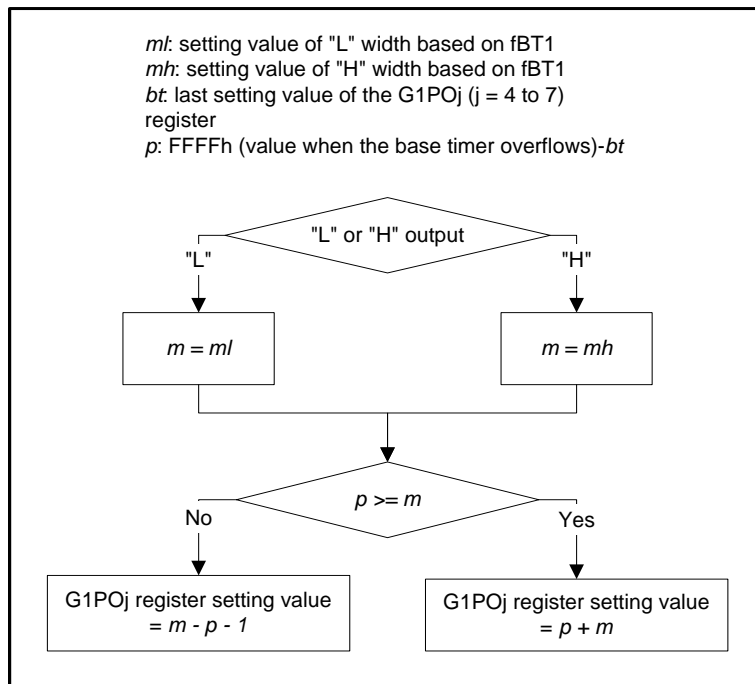 ml: setting value of "L" width based on fBT1
mh: setting value of "H" width based on fBT1
bt: last setting value of the G1POj (j = 4 to 7)
register
p: FFFFh (value when the base timer overflows)-bt
"L" or "H" output
"L"
"H"
m = ml
m = mh
p >= m
No
Yes
G1POj register setting value
= m - p - 1
G1POj register setting value
= p + m